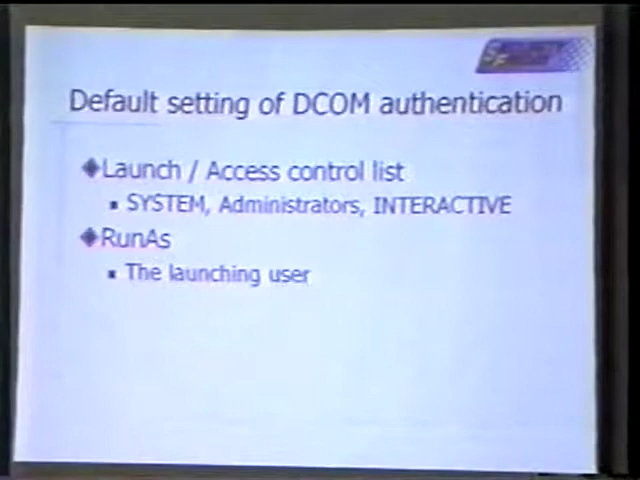 Default setting of DCOM authentication
Launch / Access control list
SYSTEM, Administrators, INTERACTIVE
RunAs
The launching user